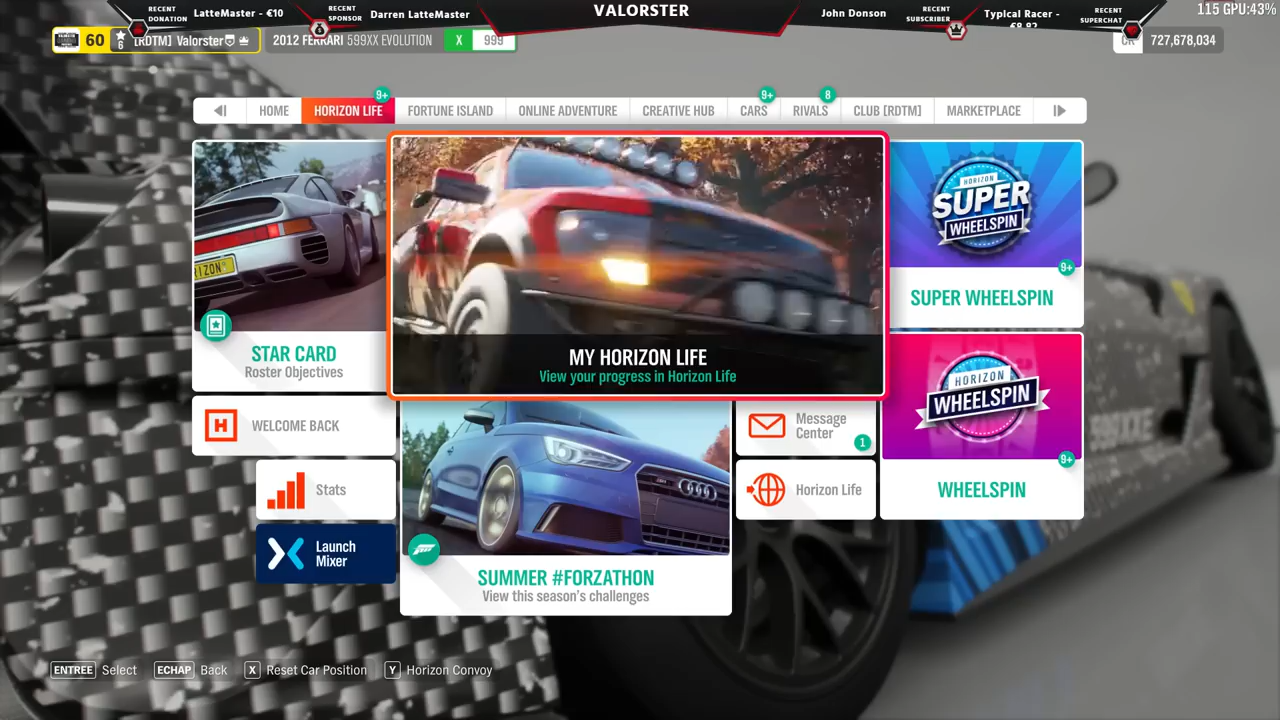 RECENT
DONATION
LatteMaster - €10
RECENT
SPONSOR
Darren LatteMaster
VALORSTER
John Donson
RECENT
SUBSCRIBER
Typical Racer -
€8.82
RECENT
SUPERCHAT
115 GPU:43%
60
6
[RDTM] Valorster
2012 FERRARI 599XX EVOLUTION
X 999
CR
727,678,034
HOME
HORIZON LIFE
9+
FORTUNE ISLAND
ONLINE ADVENTURE
CREATIVE HUB
CARS
9+
RIVALS
8
CLUB [RDTM]
MARKETPLACE
STAR CARD
Roster Objectives
MY HORIZON LIFE
View your progress in Horizon Life
HORIZON
SUPER
WHEELSPIN
9+
SUPER WHEELSPIN
WELCOME BACK
Stats
Launch
Mixer
SUMMER #FORZATHON
View this season's challenges
Message
Center
1
Horizon Life
HORIZON
WHEELSPIN
9+
WHEELSPIN
599XX
ENTREE Select
ECHAP Back
X Reset Car Position
Y Horizon Convoy